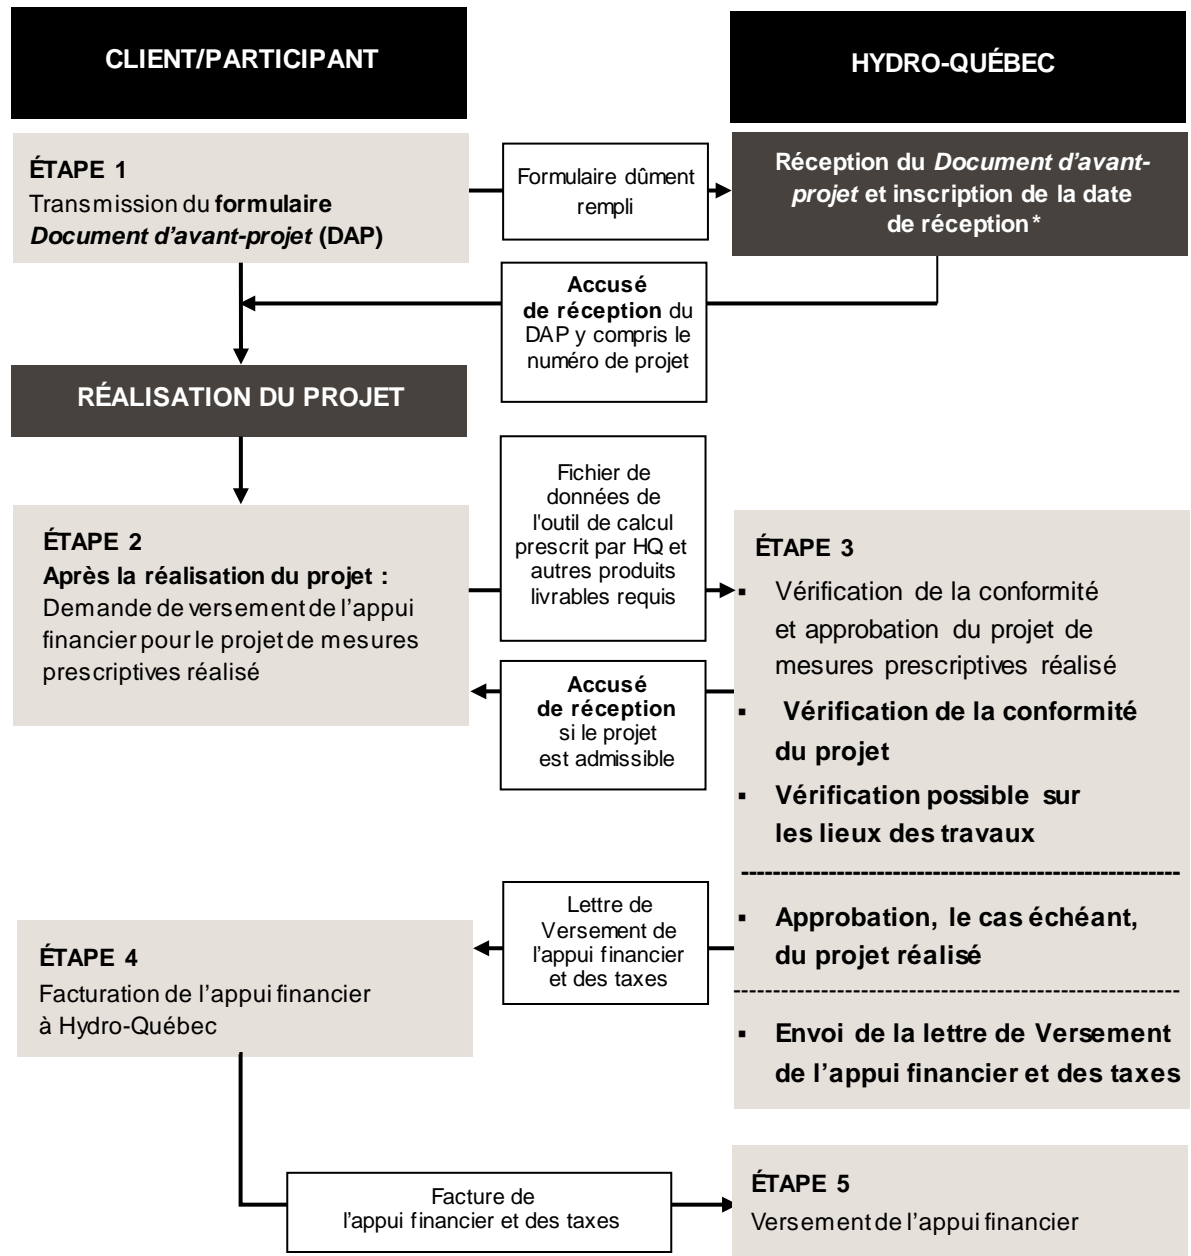 CLIENT/PARTICIPANT
HYDRO-QUÉBEC
ÉTAPE 1
Transmission du formulaire
Document d'avant-projet (DAP)
Formulaire dûment
rempli
Réception du Document d'avant-
projet et inscription de la date
de réception*
Accusé
de réception du
DAP y compris le
numéro de projet
RÉALISATION DU PROJET
ÉTAPE 2
Après la réalisation du projet :
Demande de versement de l'appui
financier pour le projet de mesures
prescriptives réalisé
Fichier de
données de
l'outil de calcul
prescrit par HQ et
autres produits
livrables requis
Accusé
de réception
si le projet
est admissible
ÉTAPE 3
▪ Vérification de la conformité
et approbation du projet de
mesures prescriptives réalisé
▪ Vérification de la conformité
du projet
▪ Vérification possible sur
les lieux des travaux
▪ Approbation, le cas échéant,
du projet réalisé
▪ Envoi de la lettre de Versement
de l'appui financier et des taxes
Lettre de
Versement de
l'appui financier
et des taxes
ÉTAPE 4
Facturation de l'appui financier
à Hydro-Québec
Facture de
l'appui financier et des taxes
ÉTAPE 5
Versement de l'appui financier